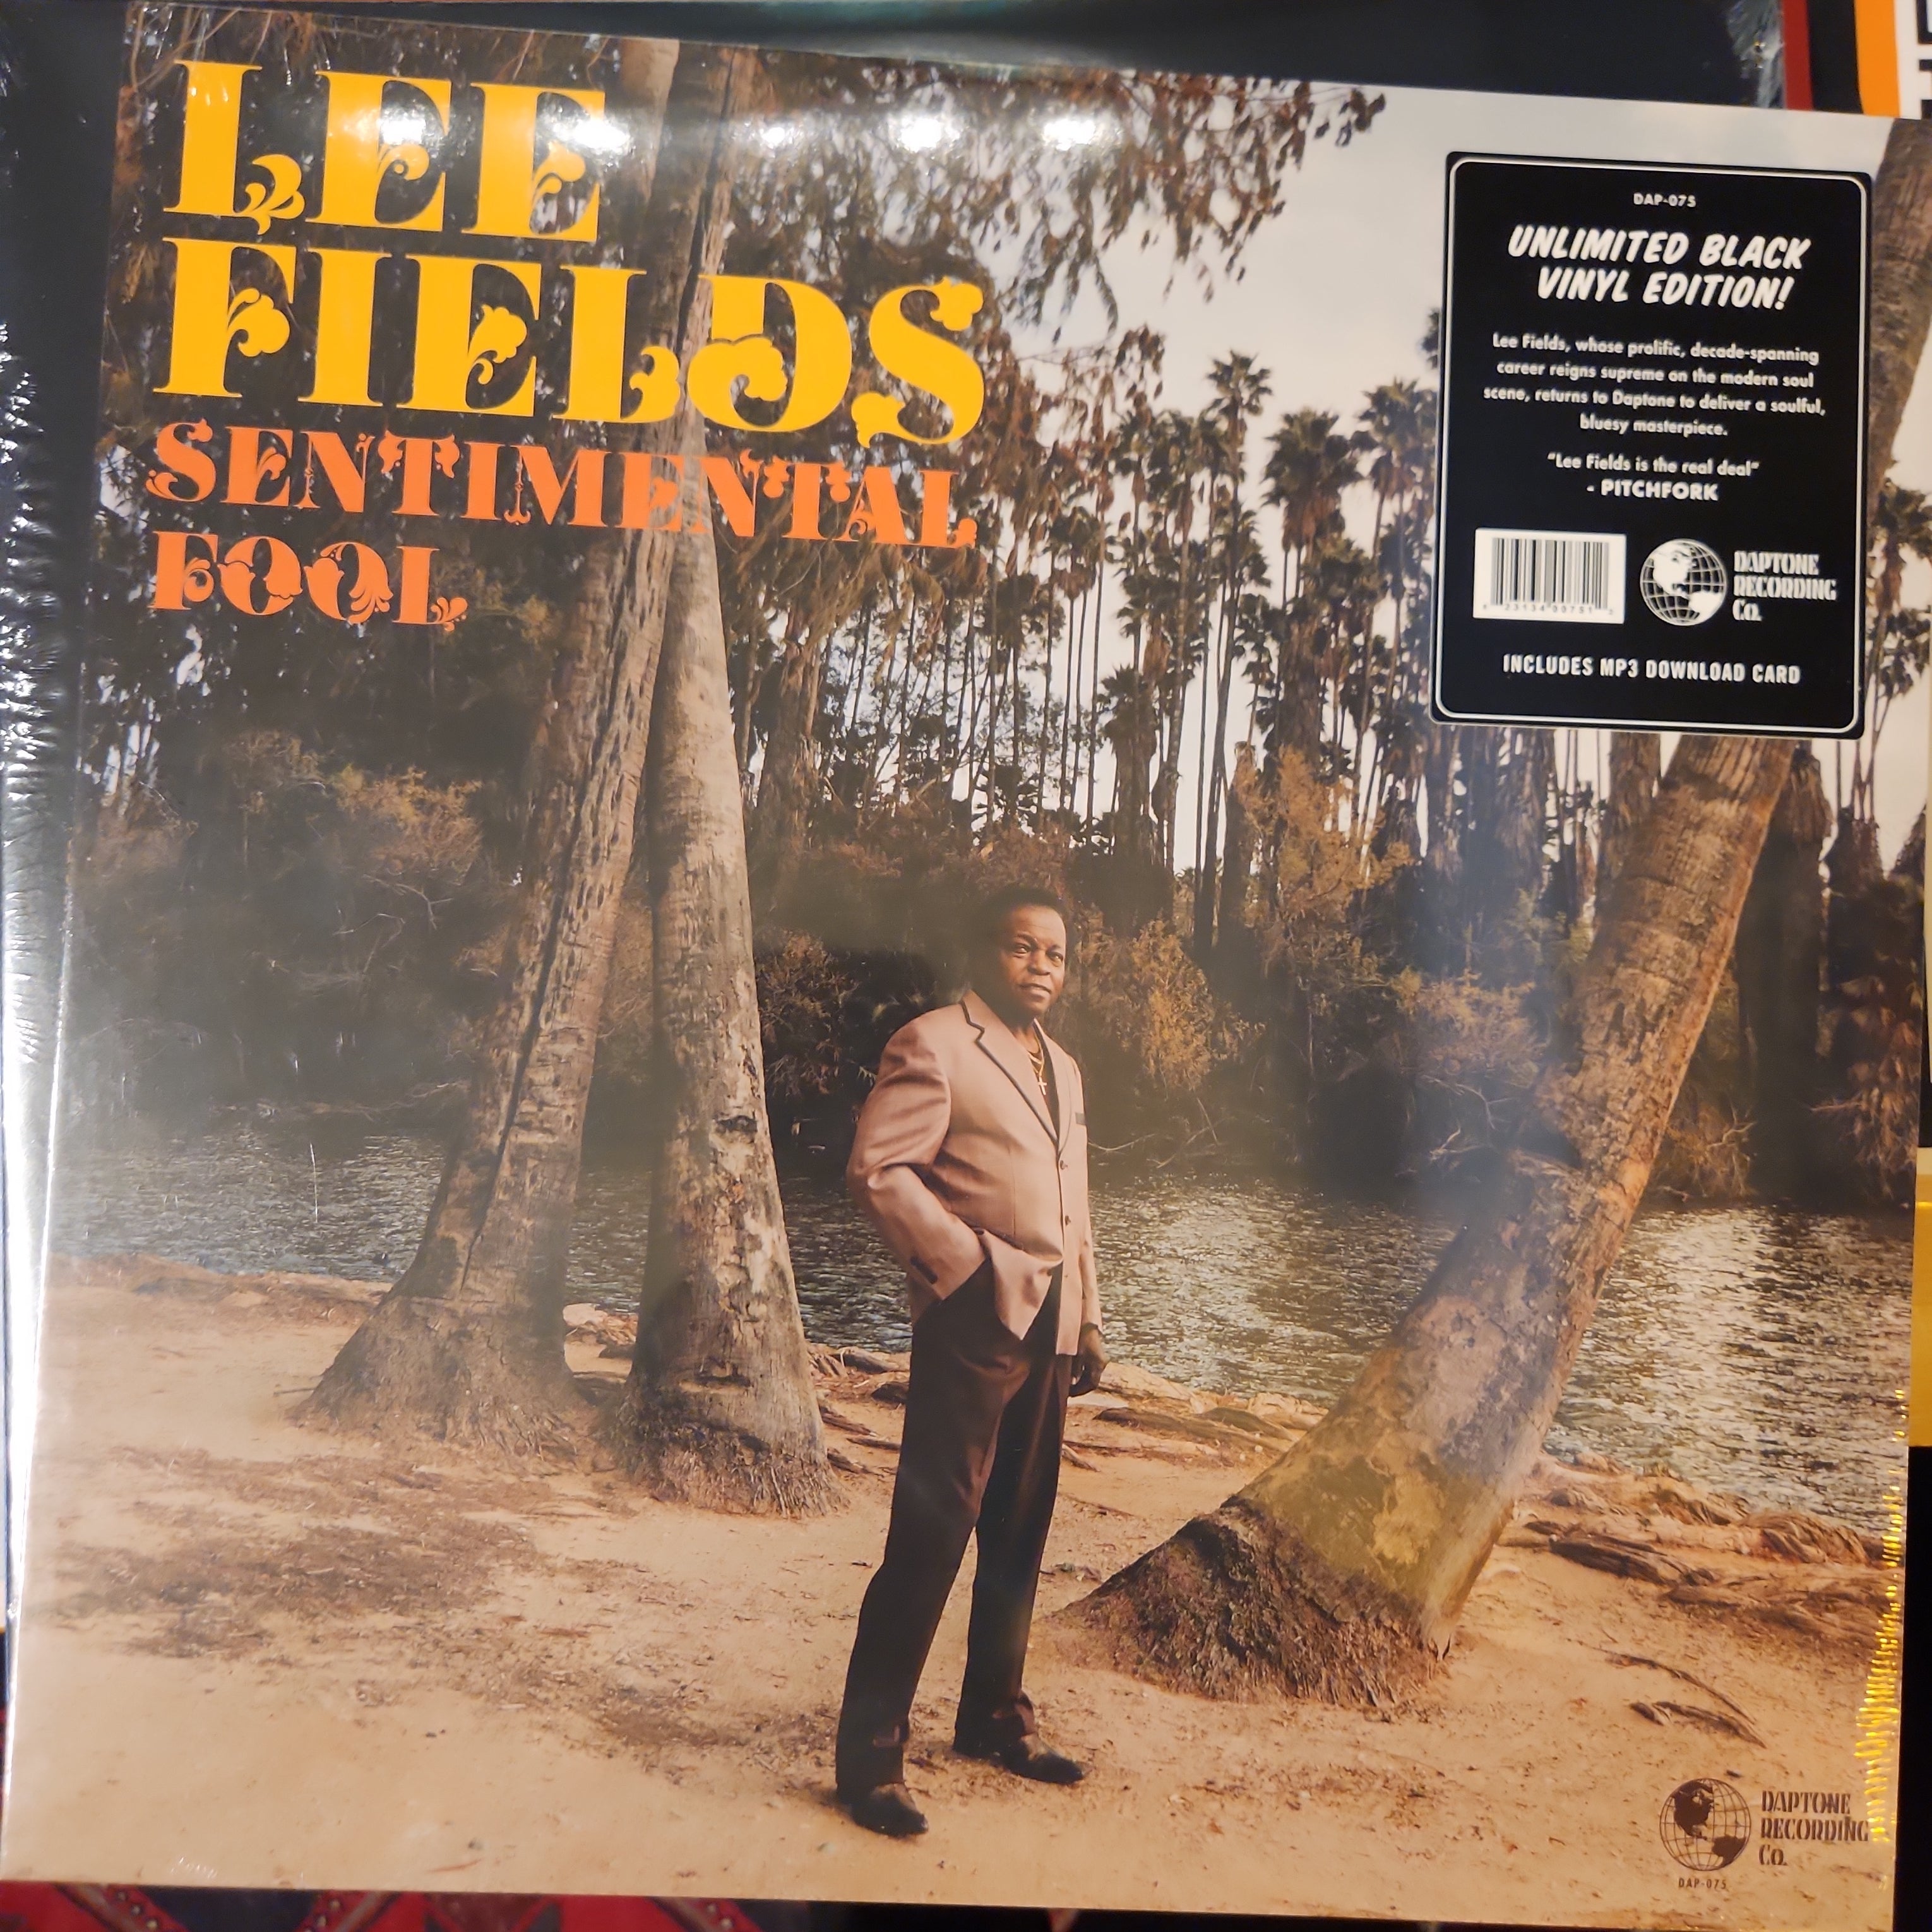 LEE
FIELDS
SENTIMENTAL
FOOL
DAP-075
UNLIMITED BLACK
VINYL EDITION!
Lee Fields, whose prolific, decade-spanning
career reigns supreme on the modern soul
scene, returns to Daptone to deliver a soulful,
bluesy masterpiece.
"Lee Fields is the real deal"
- PITCHFORK
DAPTONE
RECORDING
Co.
INCLUDES MP3 DOWNLOAD CARD
DAPTONE
RECORDING
Co.
DAP-075